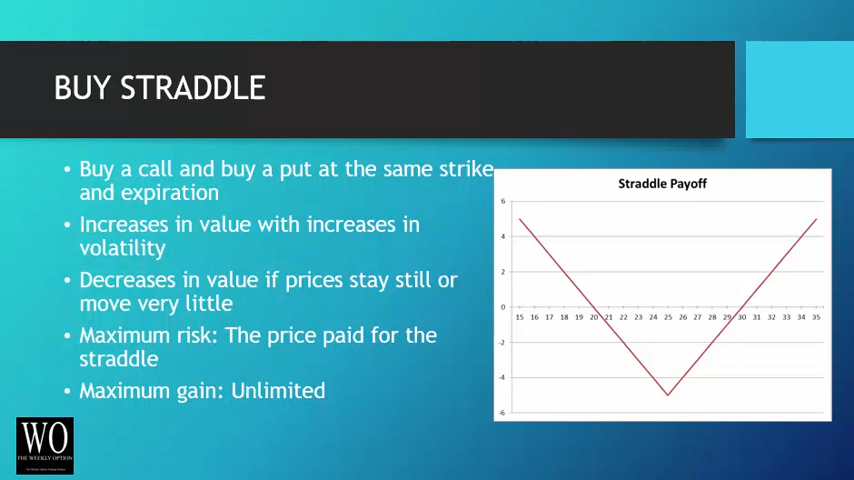 BUY STRADDLE
• Buy a call and buy a put at the same strike
and expiration
• Increases in value with increases in
volatility
• Decreases in value if prices stay still or
move very little
• Maximum risk: The price paid for the
straddle
• Maximum gain: Unlimited
Straddle Payoff
6
4
2
0
-2
-4
-6
15 16 17 18 19 20 21 22 23 24 25 26 27 28 29 30 31 32 33 34 35
WO
THE WEEKLY OPTION